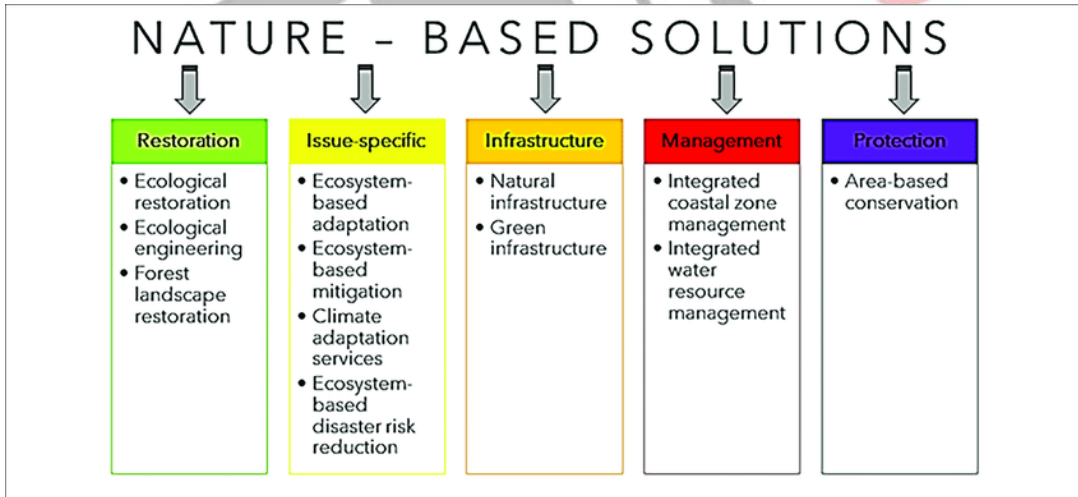 NATURE – BASED SOLUTIONS
Restoration
• Ecological
restoration
• Ecological
engineering
• Forest
landscape
restoration
Issue-specific
• Ecosystem-
based
adaptation
• Ecosystem-
based
mitigation
• Climate
adaptation
services
• Ecosystem-
based
disaster risk
reduction
Infrastructure
• Natural
infrastructure
• Green
infrastructure
Management
• Integrated
coastal zone
management
• Integrated
water
resource
management
Protection
• Area-based
conservation